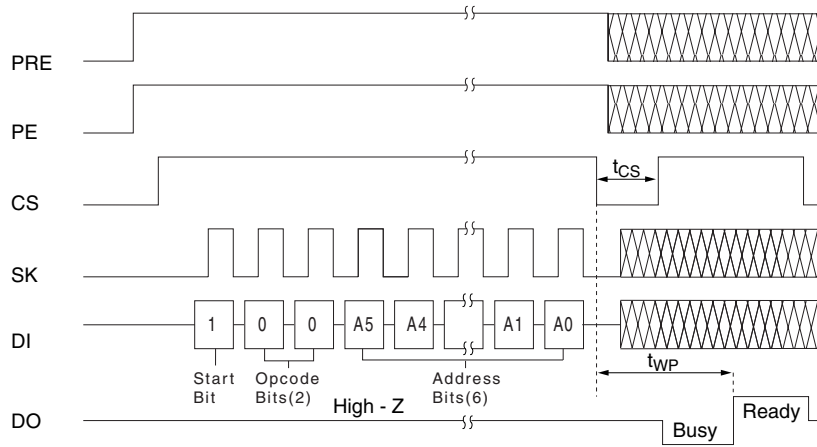 PRE
PE
CS
tCS
SK
DI
1 0 0 A5 A4 A1 A0
Start Bit
Opcode Bits(2)
Address Bits(6)
tWP
DO
High - Z
Busy
Ready